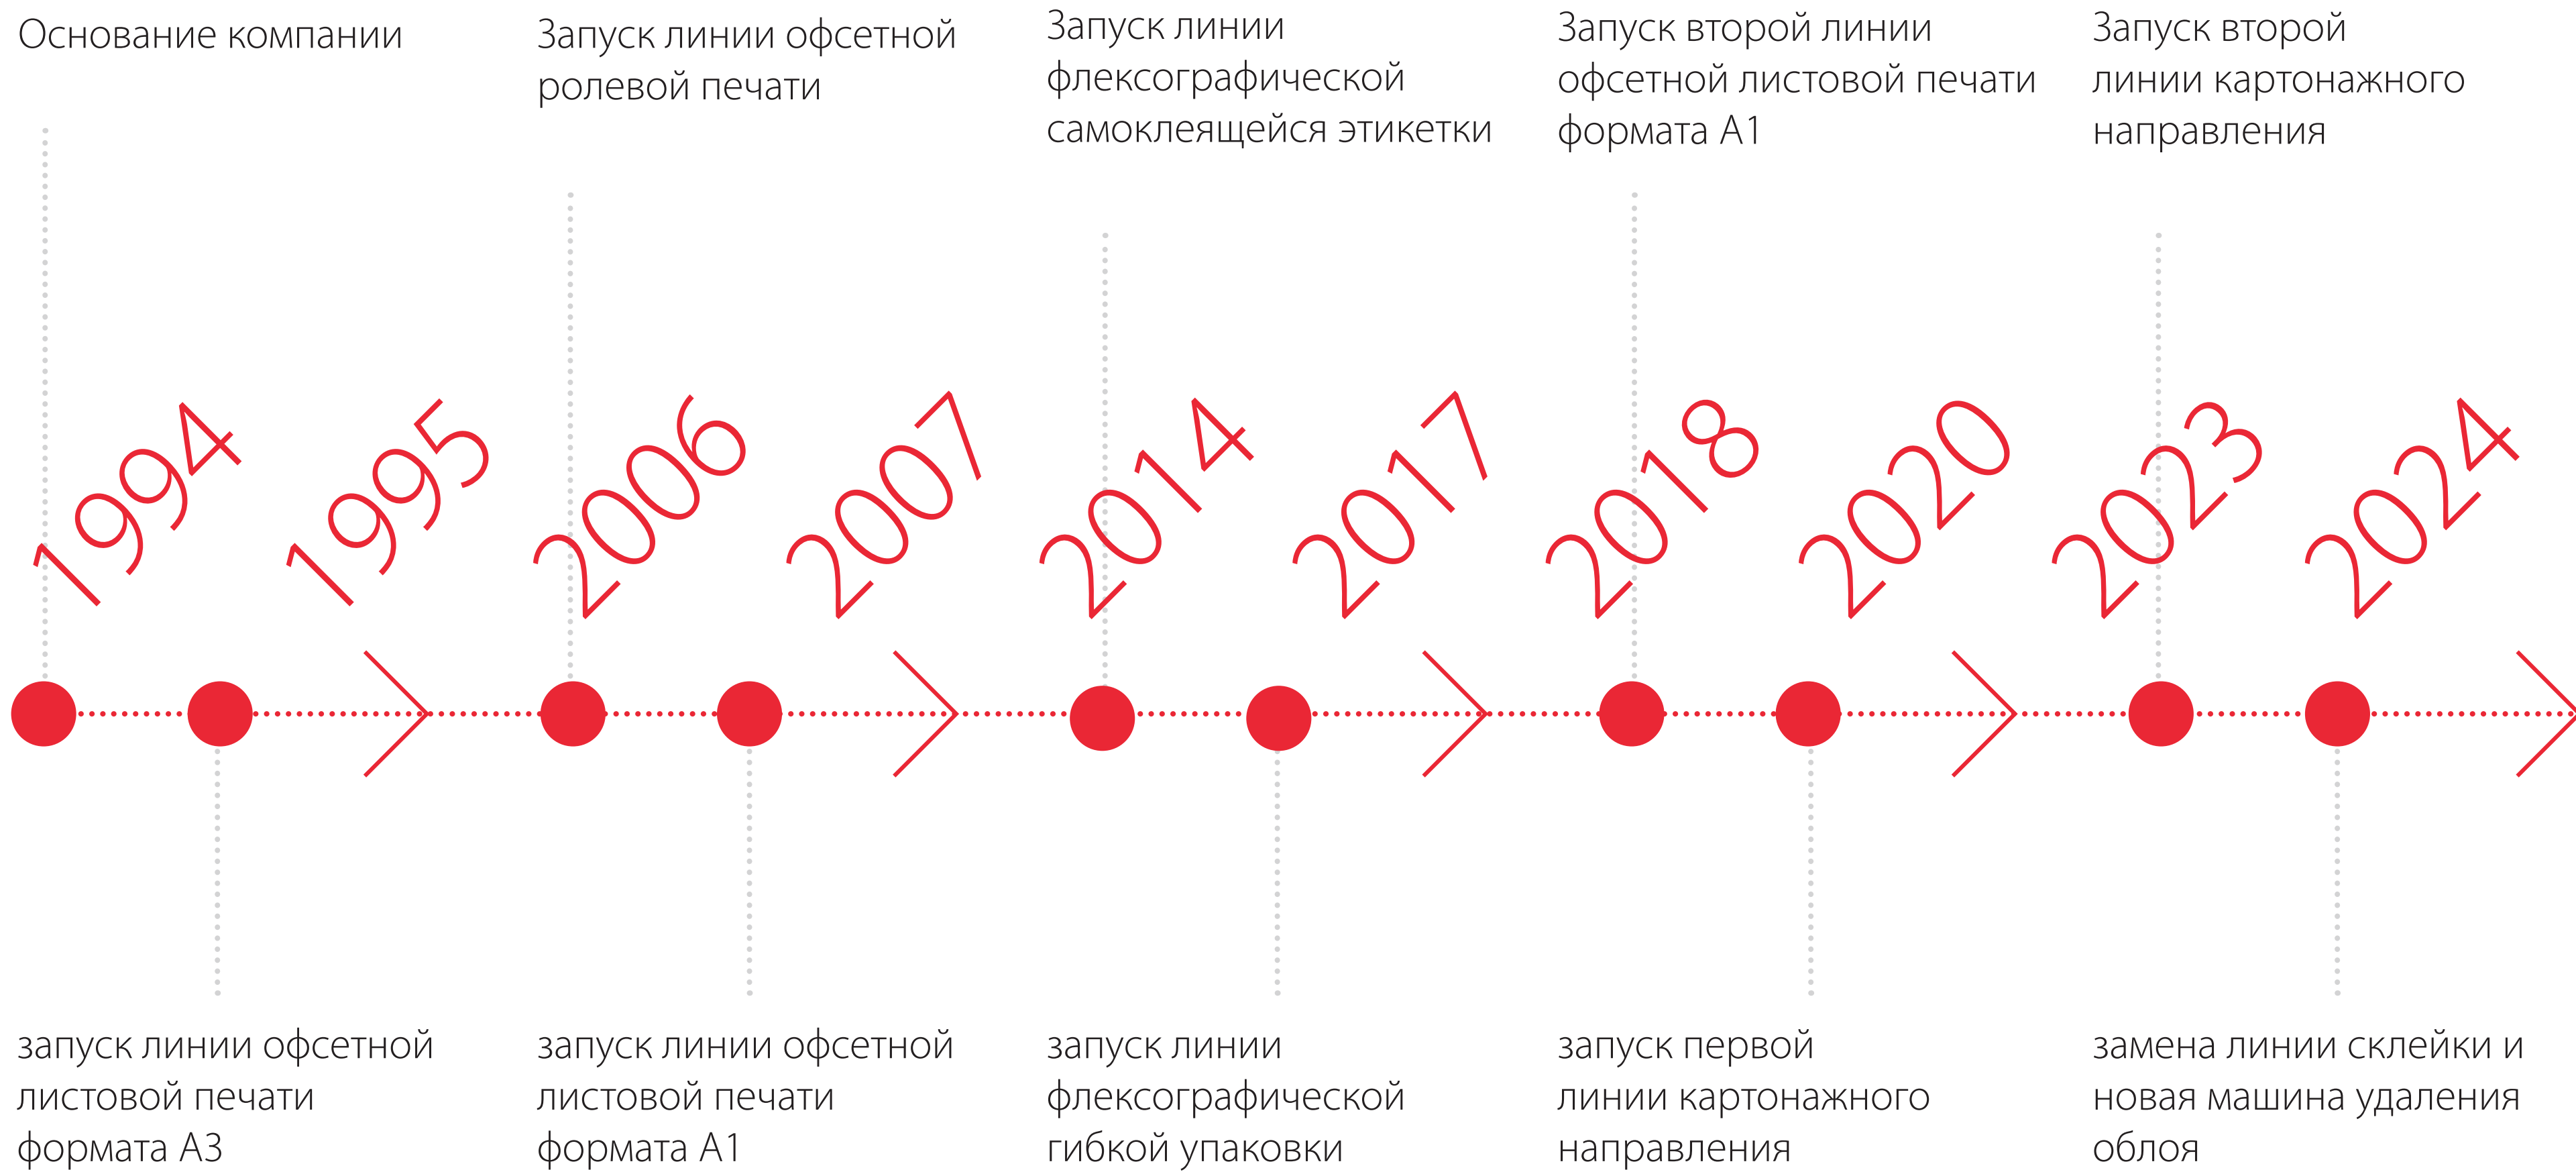 Основание компании
Запуск линии офсетной
ролевой печати
Запуск линии
флексографической
самоклеящейся этикетки
Запуск второй линии
офсетной листовой печати
формата А1
Запуск второй
линии картонажного
направления
1994
1995
2006
2007
2014
2017
2018
2020
2023
2024
запуск линии офсетной
листовой печати
формата А3
запуск линии офсетной
листовой печати
формата А1
запуск линии
флексографической
гибкой упаковки
запуск первой
линии картонажного
направления
замена линии склейки и
новая машина удаления
облоя